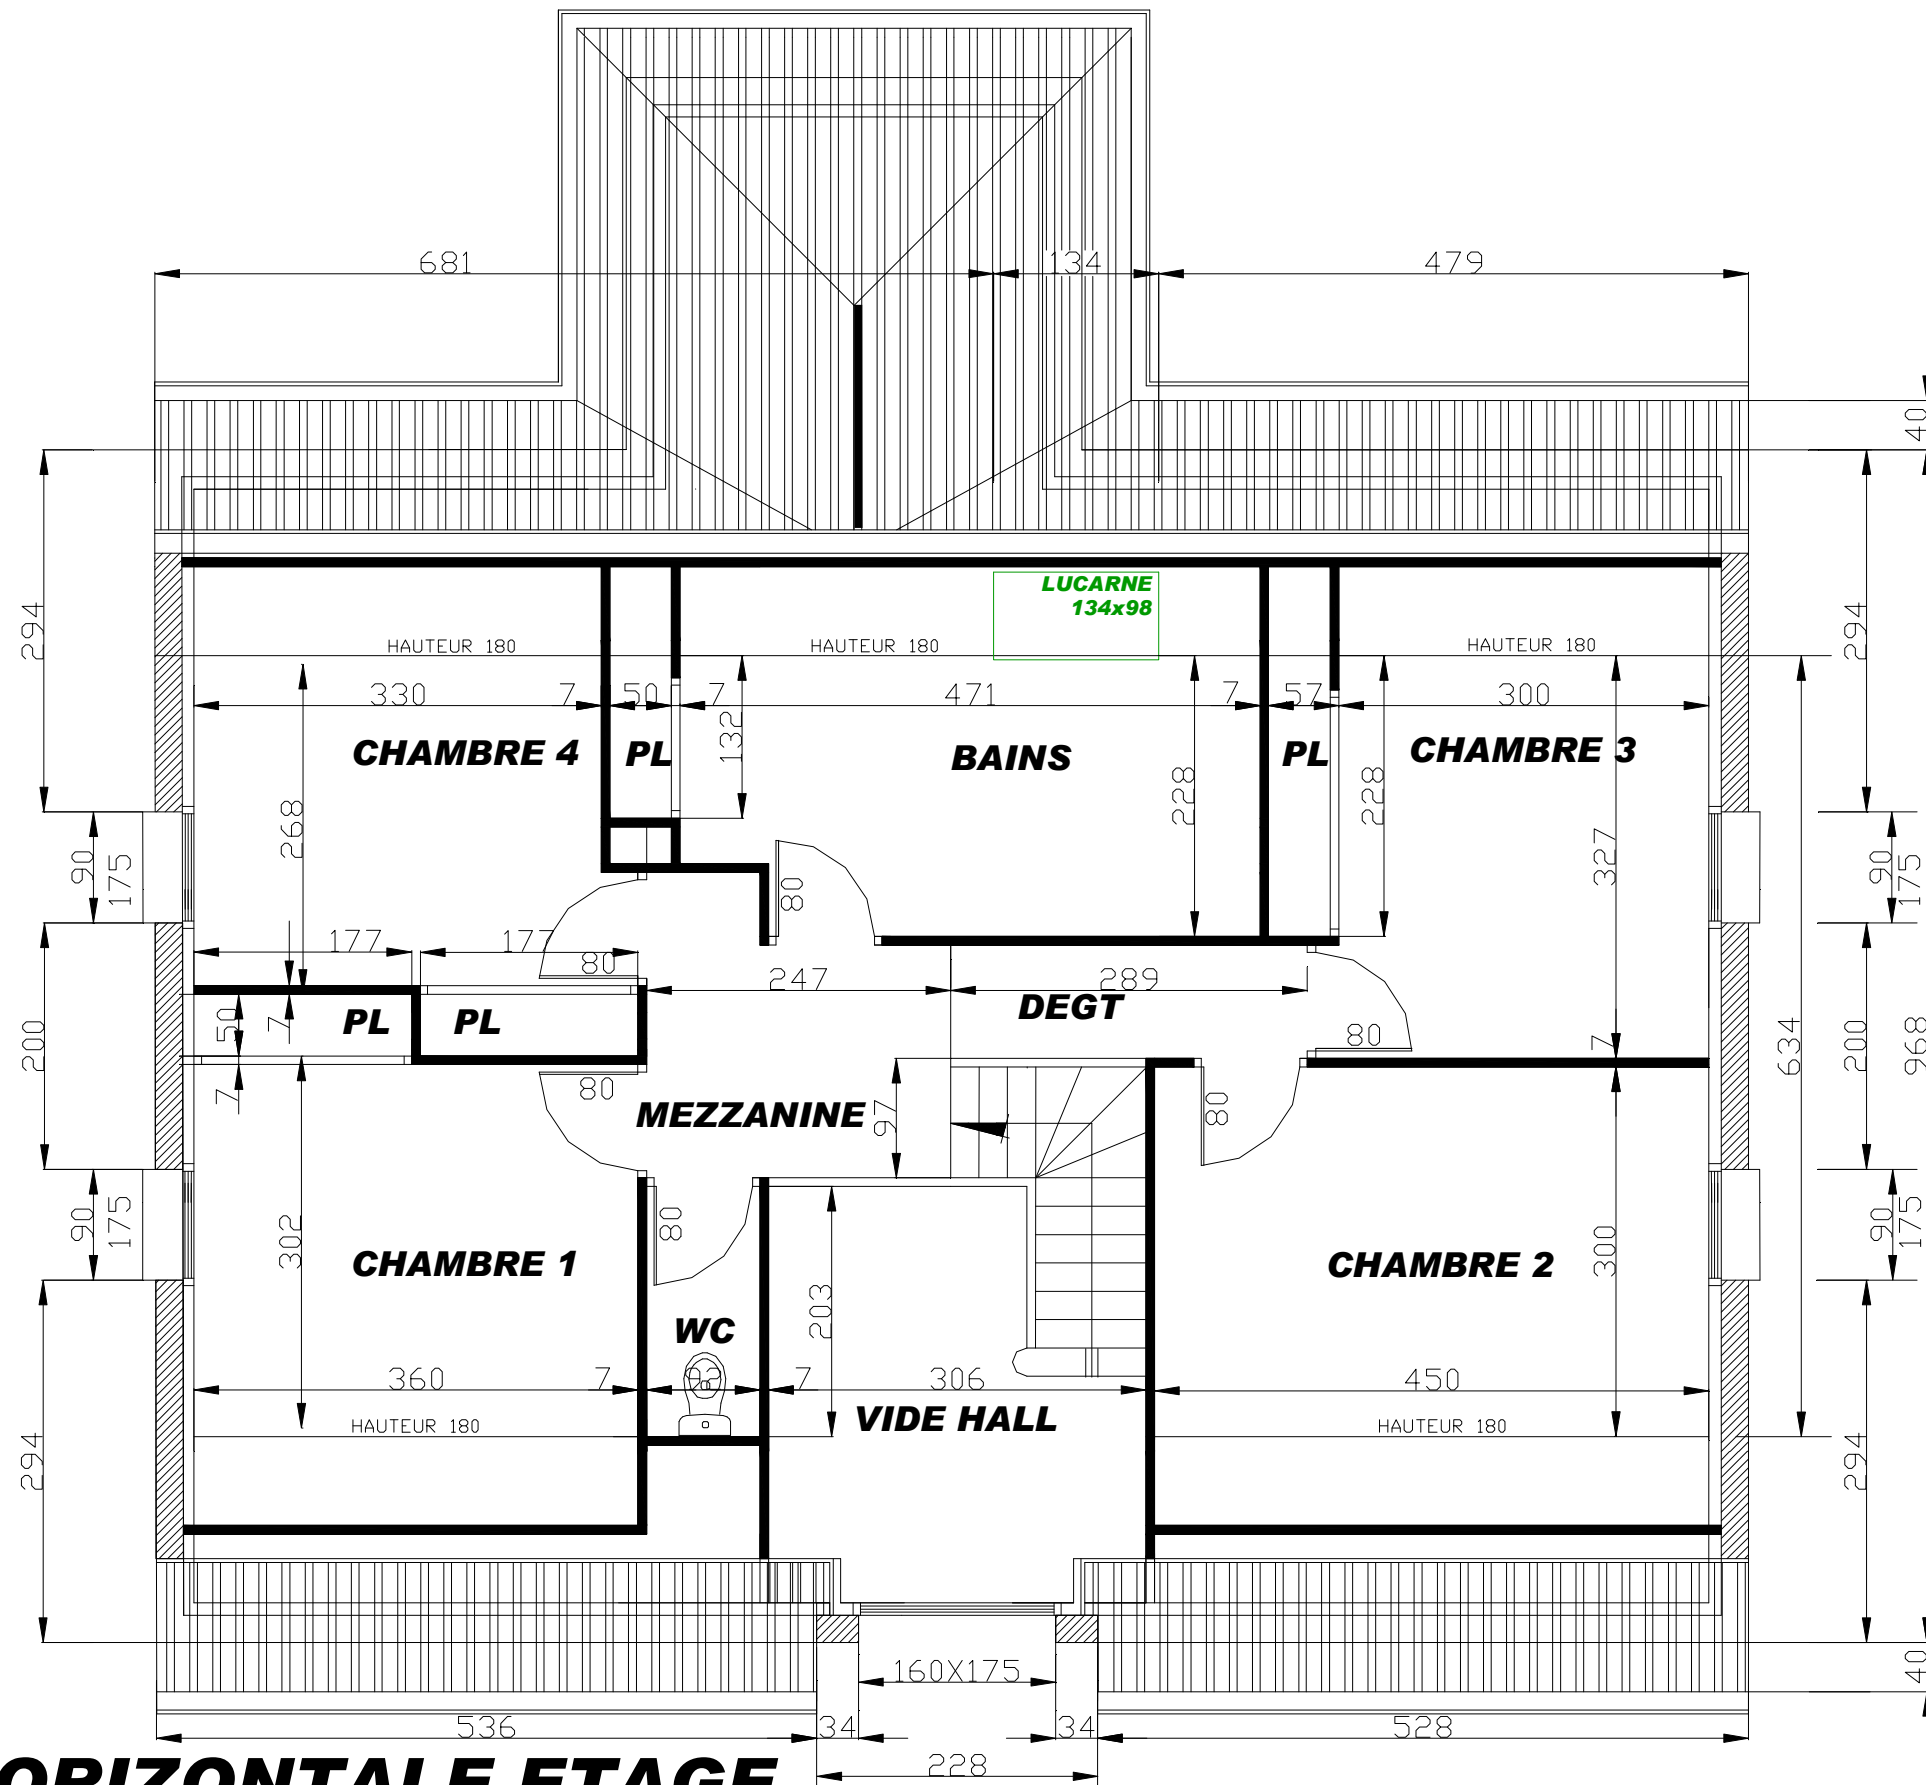 681
134
479
40
LUCARNE
134x98
294
294
HAUTEUR 180
HAUTEUR 180
HAUTEUR 180
330
7
50
7
471
7
57
300
132
CHAMBRE 4
PL
BAINS
PL
CHAMBRE 3
228
228
268
327
90
175
80
90
175
177
177
80
247
289
PL
PL
DEGT
50
7
7
80
7
200
634
200
968
80
MEZZANINE
97
80
80
90
175
302
CHAMBRE 1
203
CHAMBRE 2
300
90
175
WC
360
7
93
7
306
450
HAUTEUR 180
VIDE HALL
HAUTEUR 180
294
294
160X175
40
536
34
34
528
228
ORIZONTALE ETAGE